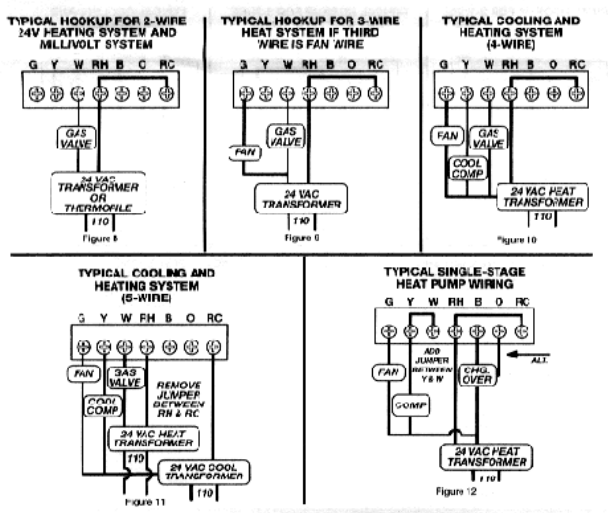 TYPICAL HOOKUP FOR 2-WIRE
24V HEATING SYSTEM AND
MILLIVOLT SYSTEM
G Y W RH B O RC
GAS
VALVE
24 VAC
TRANSFORMER
OR
THERMOPILE
110
Figure 8
TYPICAL HOOKUP FOR 3-WIRE
HEAT SYSTEM IF THIRD
WIRE IS FAN WIRE
G Y W RH B O RC
GAS
VALVE
FAN
24 VAC
TRANSFORMER
110
Figure 9
TYPICAL COOLING AND
HEATING SYSTEM
(4-WIRE)
G Y W RH B O RC
FAN
GAS
VALVE
COOL
COMP
24 VAC HEAT
TRANSFORMER
110
Figure 10
TYPICAL COOLING AND
HEATING SYSTEM
(5-WIRE)
G Y W RH B O RC
FAN
GAS
VALVE
COOL
COMP
REMOVE
JUMPER
BETWEEN
RH & RC
24 VAC HEAT
TRANSFORMER
110
24 VAC COOL
TRANSFORMER
110
Figure 11
TYPICAL SINGLE-STAGE
HEAT PUMP WIRING
G Y W RH B O RC
ADD
JUMPER
BETWEEN
Y & W
ALT.
FAN
CHG.
OVER
COMP
24 VAC HEAT
TRANSFORMER
110
Figure 12